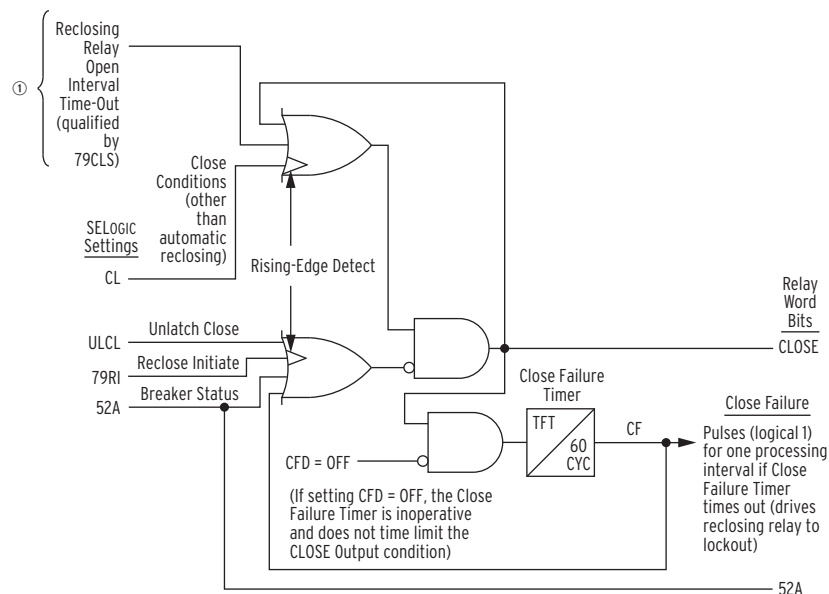 Reclosing
Relay
Open
Interval
Time-Out
(qualified
by
79CLS)
①
Close
Conditions
(other
than
automatic
reclosing)
SELOGIC
Settings
CL
Rising-Edge Detect
ULCL
Unlatch Close
79RI
Reclose Initiate
52A
Breaker Status
Relay
Word
Bits
CLOSE
Close Failure
Timer
TFT
60
CYC
CF
CFD = OFF
(If setting CFD = OFF, the Close
Failure Timer is inoperative
and does not time limit the
CLOSE Output condition)
Close Failure
Pulses (logical 1)
for one processing
interval if Close
Failure Timer
times out (drives
reclosing relay to
lockout)
52A